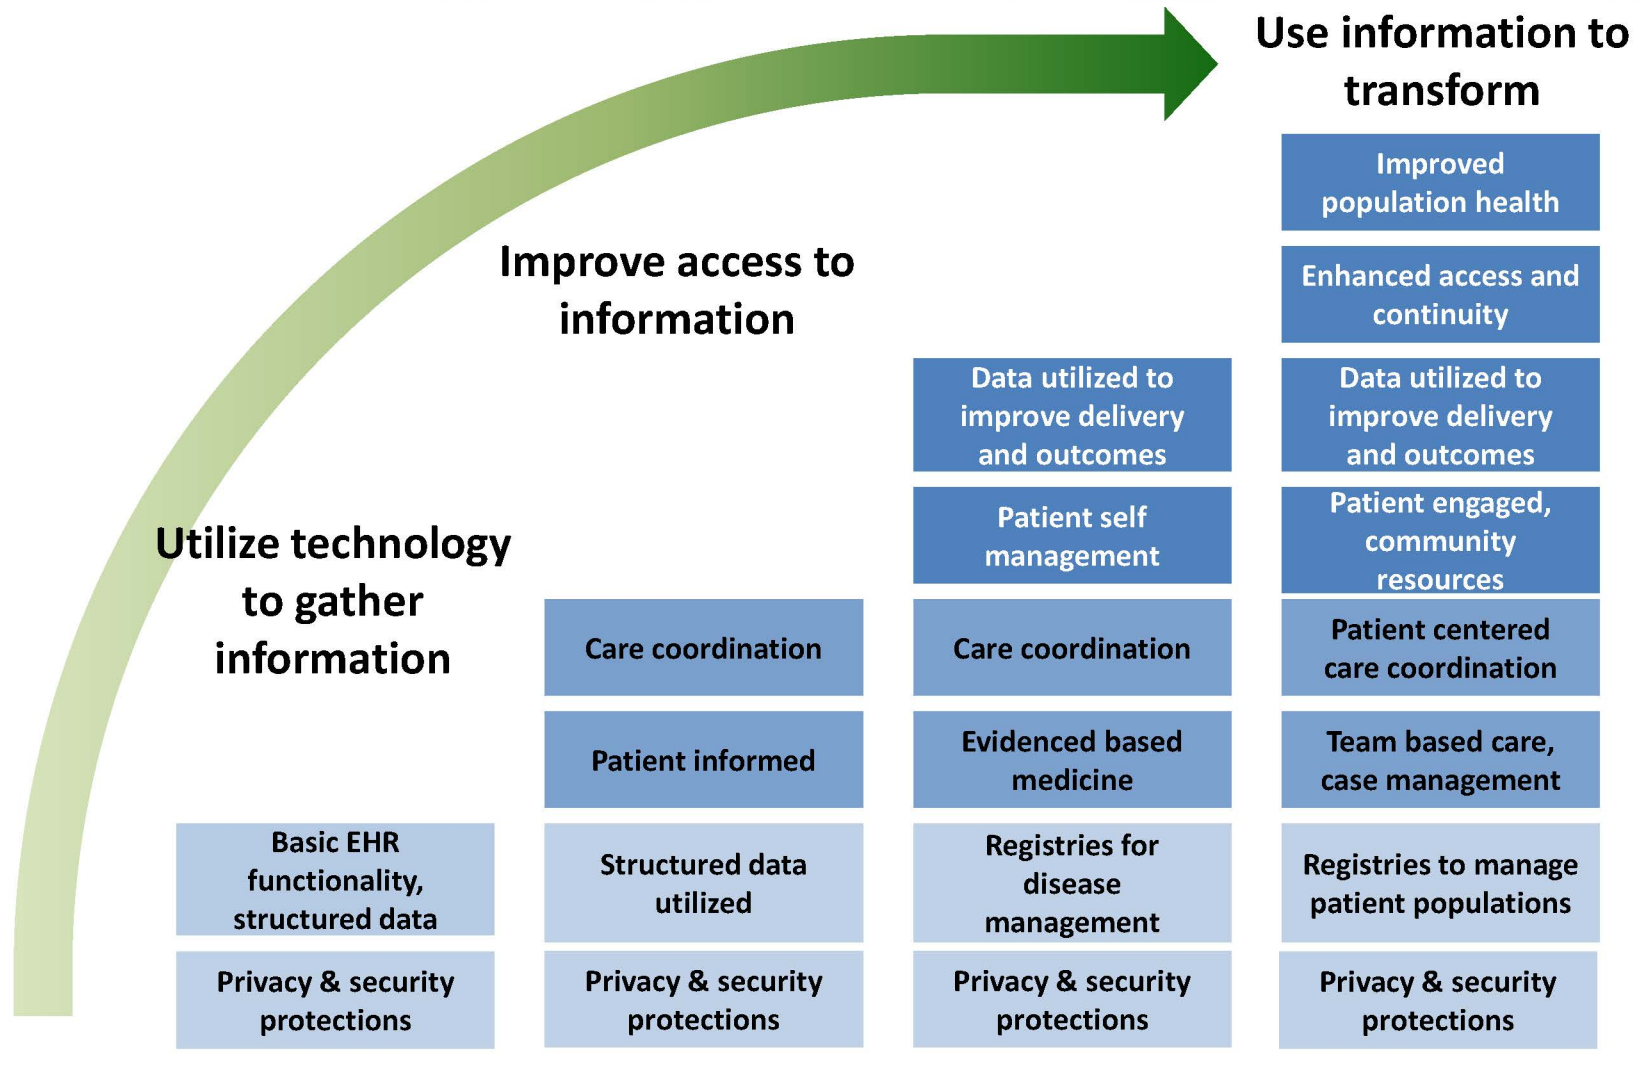 Use information to
transform
Improve access to
information
Utilize technology
to gather
information
Basic EHR
functionality,
structured data
Privacy & security
protections
Care coordination
Patient informed
Structured data
utilized
Privacy & security
protections
Data utilized to
improve delivery
and outcomes
Patient self
management
Care coordination
Evidenced based
medicine
Registries for
disease
management
Privacy & security
protections
Improved
population health
Enhanced access and
continuity
Data utilized to
improve delivery
and outcomes
Patient engaged,
community
resources
Patient centered
care coordination
Team based care,
case management
Registries to manage
patient populations
Privacy & security
protections